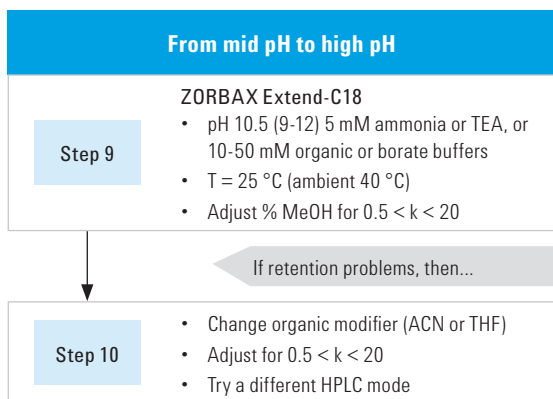 From mid pH to high pH
Step 9
ZORBAX Extend-C18
• pH 10.5 (9-12) 5 mM ammonia or TEA, or
10-50 mM organic or borate buffers
• T = 25 °C (ambient 40 °C)
• Adjust % MeOH for 0.5 < k < 20
If retention problems, then...
Step 10
• Change organic modifier (ACN or THF)
• Adjust for 0.5 < k < 20
• Try a different HPLC mode